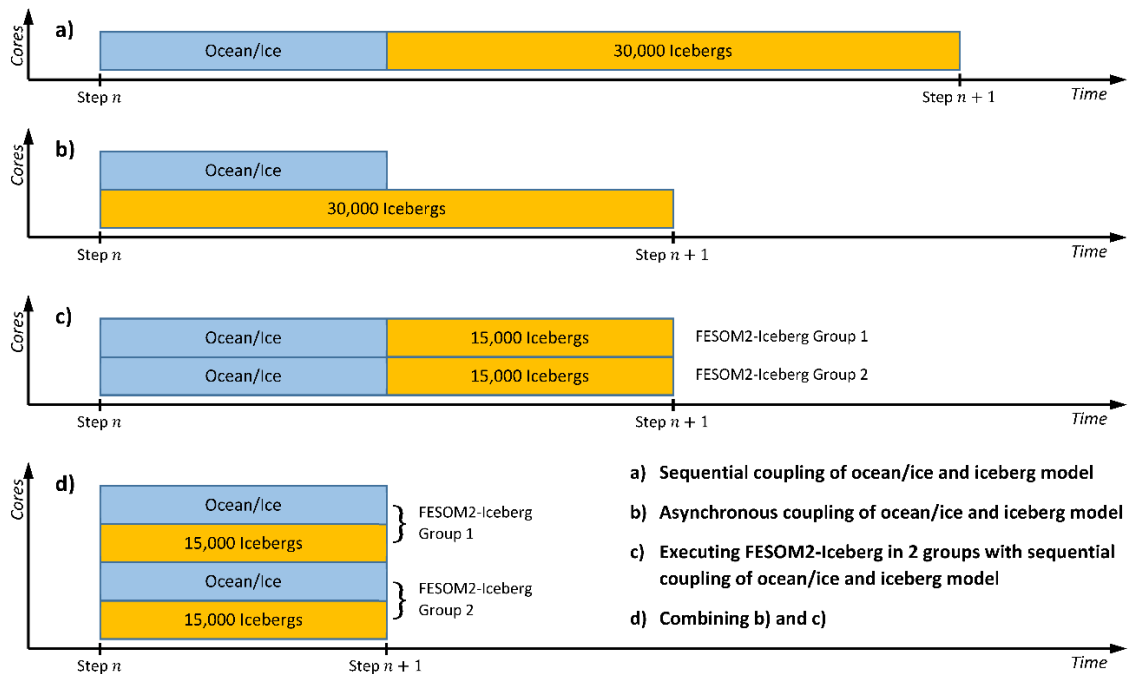 Cores
a)
Ocean/Ice
30,000 Icebergs
Step n
Step n + 1
Time
Cores
b)
Ocean/Ice
30,000 Icebergs
Step n
Step n + 1
Time
Cores
c)
Ocean/Ice
15,000 Icebergs
FESOM2-Iceberg Group 1
Ocean/Ice
15,000 Icebergs
FESOM2-Iceberg Group 2
Step n
Step n + 1
Time
Cores
d)
Ocean/Ice
15,000 Icebergs
FESOM2-Iceberg
Group 1
Ocean/Ice
15,000 Icebergs
FESOM2-Iceberg
Group 2
Step n
Step n + 1
Time
a) Sequential coupling of ocean/ice and iceberg model
b) Asynchronous coupling of ocean/ice and iceberg model
c) Executing FESOM2-Iceberg in 2 groups with sequential
coupling of ocean/ice and iceberg model
d) Combining b) and c)